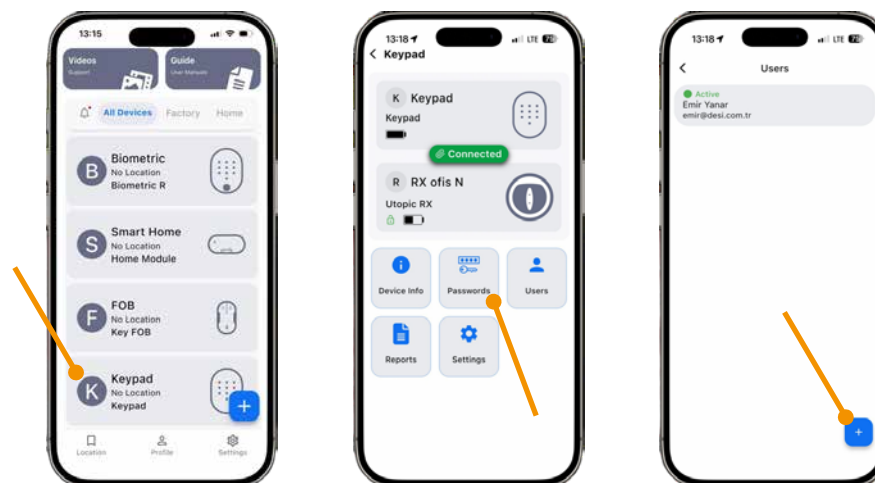 13:15
Videos
Support
Guide
User Manuals
All Devices
Factory
Home
B
Biometric
No Location
Biometric R
S
Smart Home
No Location
Home Module
F
FOB
No Location
Key FOB
K
Keypad
No Location
Keypad
+
Location
Profile
Settings
13:18
LTE
Keypad
K Keypad
Keypad
Connected
R RX ofis N
Utopic RX
Device Info
Passwords
Users
Reports
Settings
13:18
LTE
Users
Active
Emir Yanar
emir@desi.com.tr
+